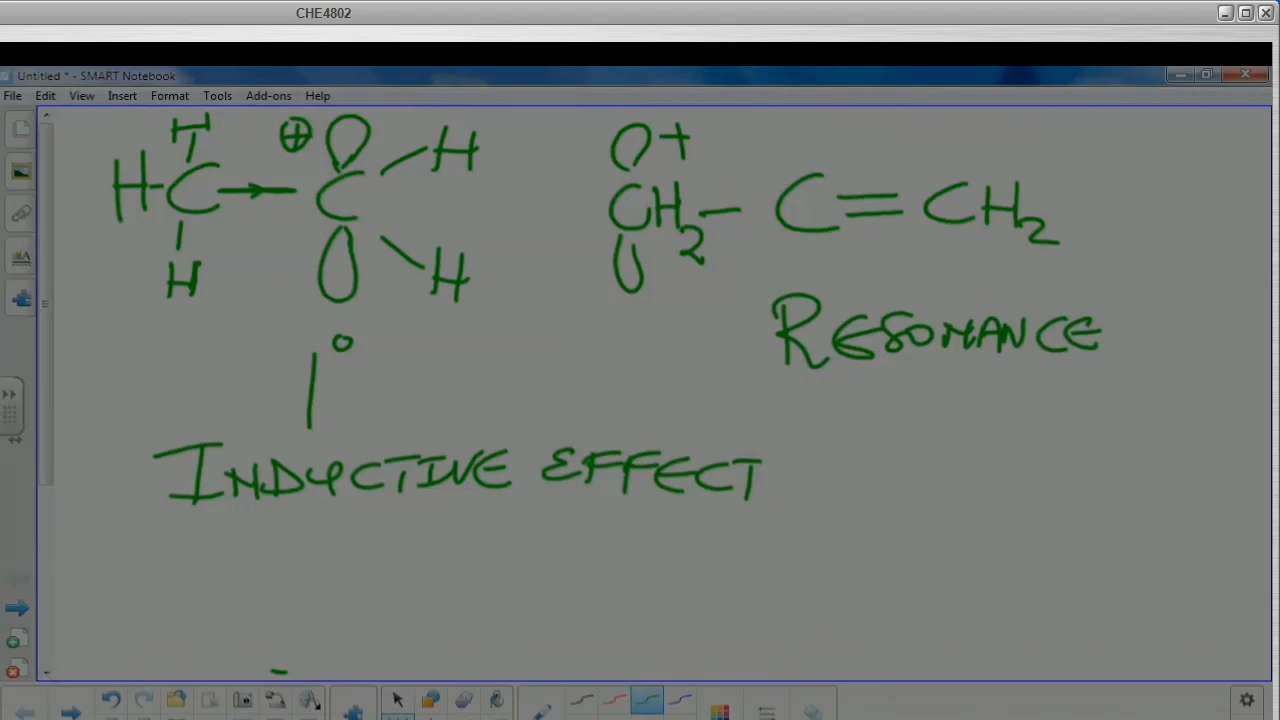 CHE4802
Untitled * - SMART Notebook
File Edit View Insert Format Tools Add-ons Help
H ⊕
H-C→C H CH2- C=CH2
+
H H
RESONANCE
1°
INDUCTIVE EFFECT